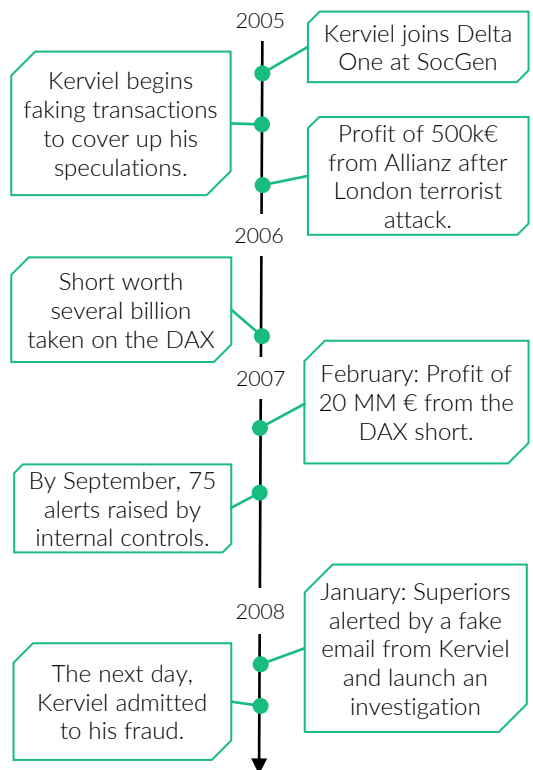 2005
Kerviel joins Delta
One at SocGen
Kerviel begins
faking transactions
to cover up his
speculations.
Profit of 500k€
from Allianz after
London terrorist
attack.
2006
Short worth
several billion
taken on the DAX
2007
February: Profit of
20 MM € from the
DAX short.
By September, 75
alerts raised by
internal controls.
2008
January: Superiors
alerted by a fake
email from Kerviel
and launch an
investigation
The next day,
Kerviel admitted
to his fraud.